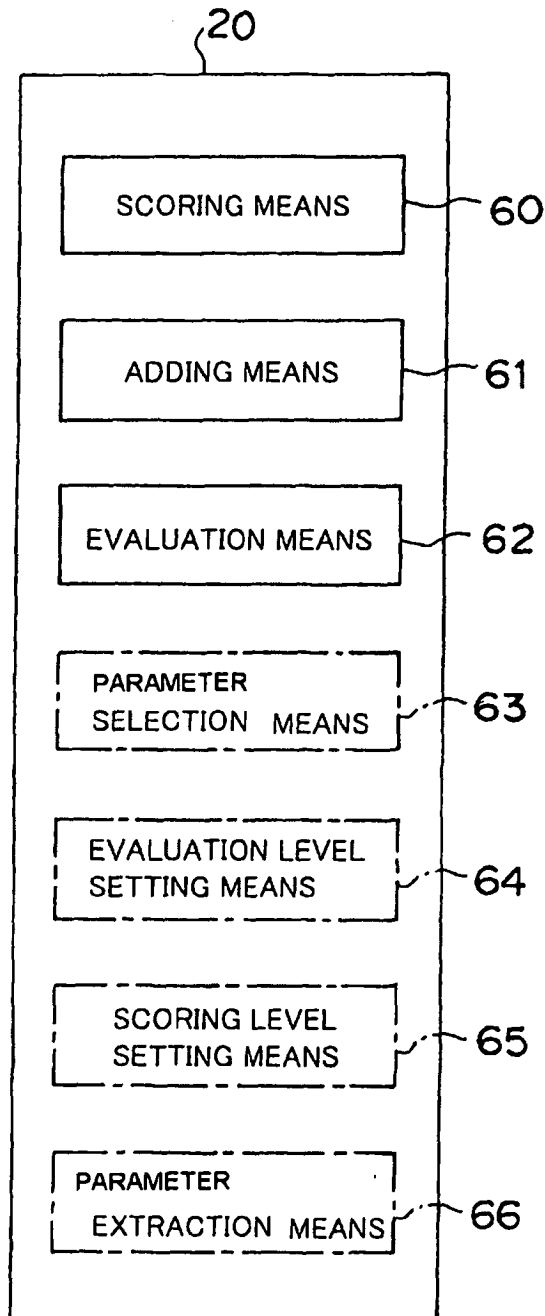 20
SCORING MEANS
60
ADDING MEANS
61
EVALUATION MEANS
62
PARAMETER
SELECTION MEANS
63
EVALUATION LEVEL
SETTING MEANS
64
SCORING LEVEL
SETTING MEANS
65
PARAMETER
EXTRACTION MEANS
66